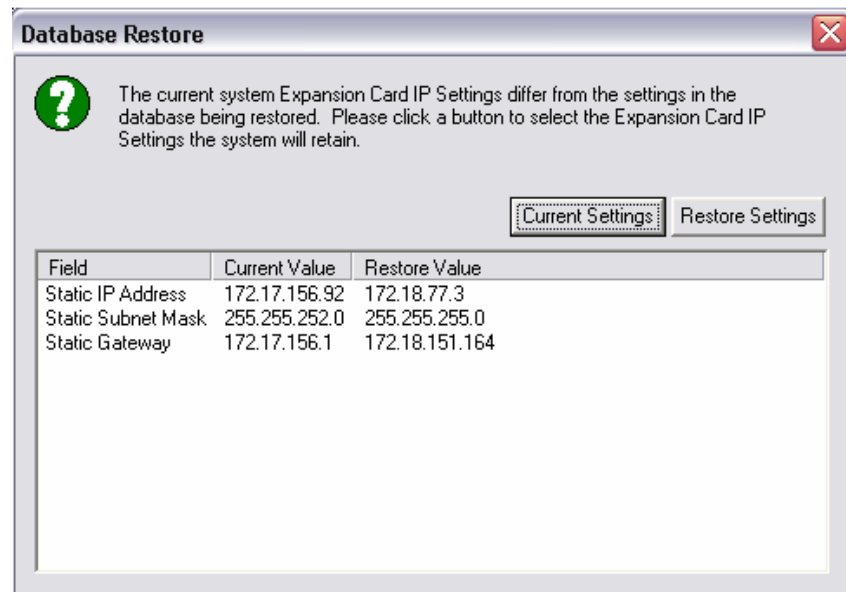 Database Restore
The current system Expansion Card IP Settings differ from the settings in the
database being restored. Please click a button to select the Expansion Card IP
Settings the system will retain.
Current Settings Restore Settings
Field Current Value Restore Value
Static IP Address 172.17.156.92 172.18.77.3
Static Subnet Mask 255.255.252.0 255.255.255.0
Static Gateway 172.17.156.1 172.18.151.164